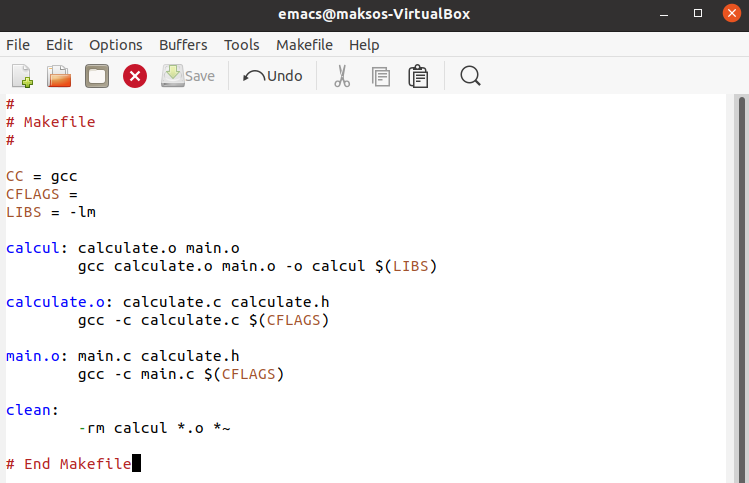 emacs@maksos-VirtualBox
File Edit Options Buffers Tools Makefile Help
Save Undo
#
# Makefile
#
CC = gcc
CFLAGS =
LIBS = -lm
calcul: calculate.o main.o
gcc calculate.o main.o -o calcul $(LIBS)
calculate.o: calculate.c calculate.h
gcc -c calculate.c $(CFLAGS)
main.o: main.c calculate.h
gcc -c main.c $(CFLAGS)
clean:
-rm calcul *.o *~
# End Makefile